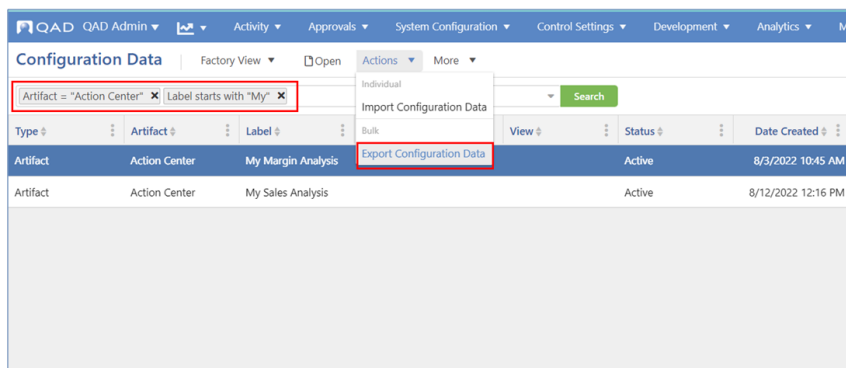 QAD QAD Admin Activity Approvals System Configuration Control Settings Development Analytics
Configuration Data Factory View Open Actions More
Individual
Artifact = "Action Center" Label starts with "My" Search
Import Configuration Data
Bulk
Type Artifact Label View Status Date Created
Export Configuration Data
Artifact Action Center My Margin Analysis Active 8/3/2022 10:45 AM
Artifact Action Center My Sales Analysis Active 8/12/2022 12:16 PM